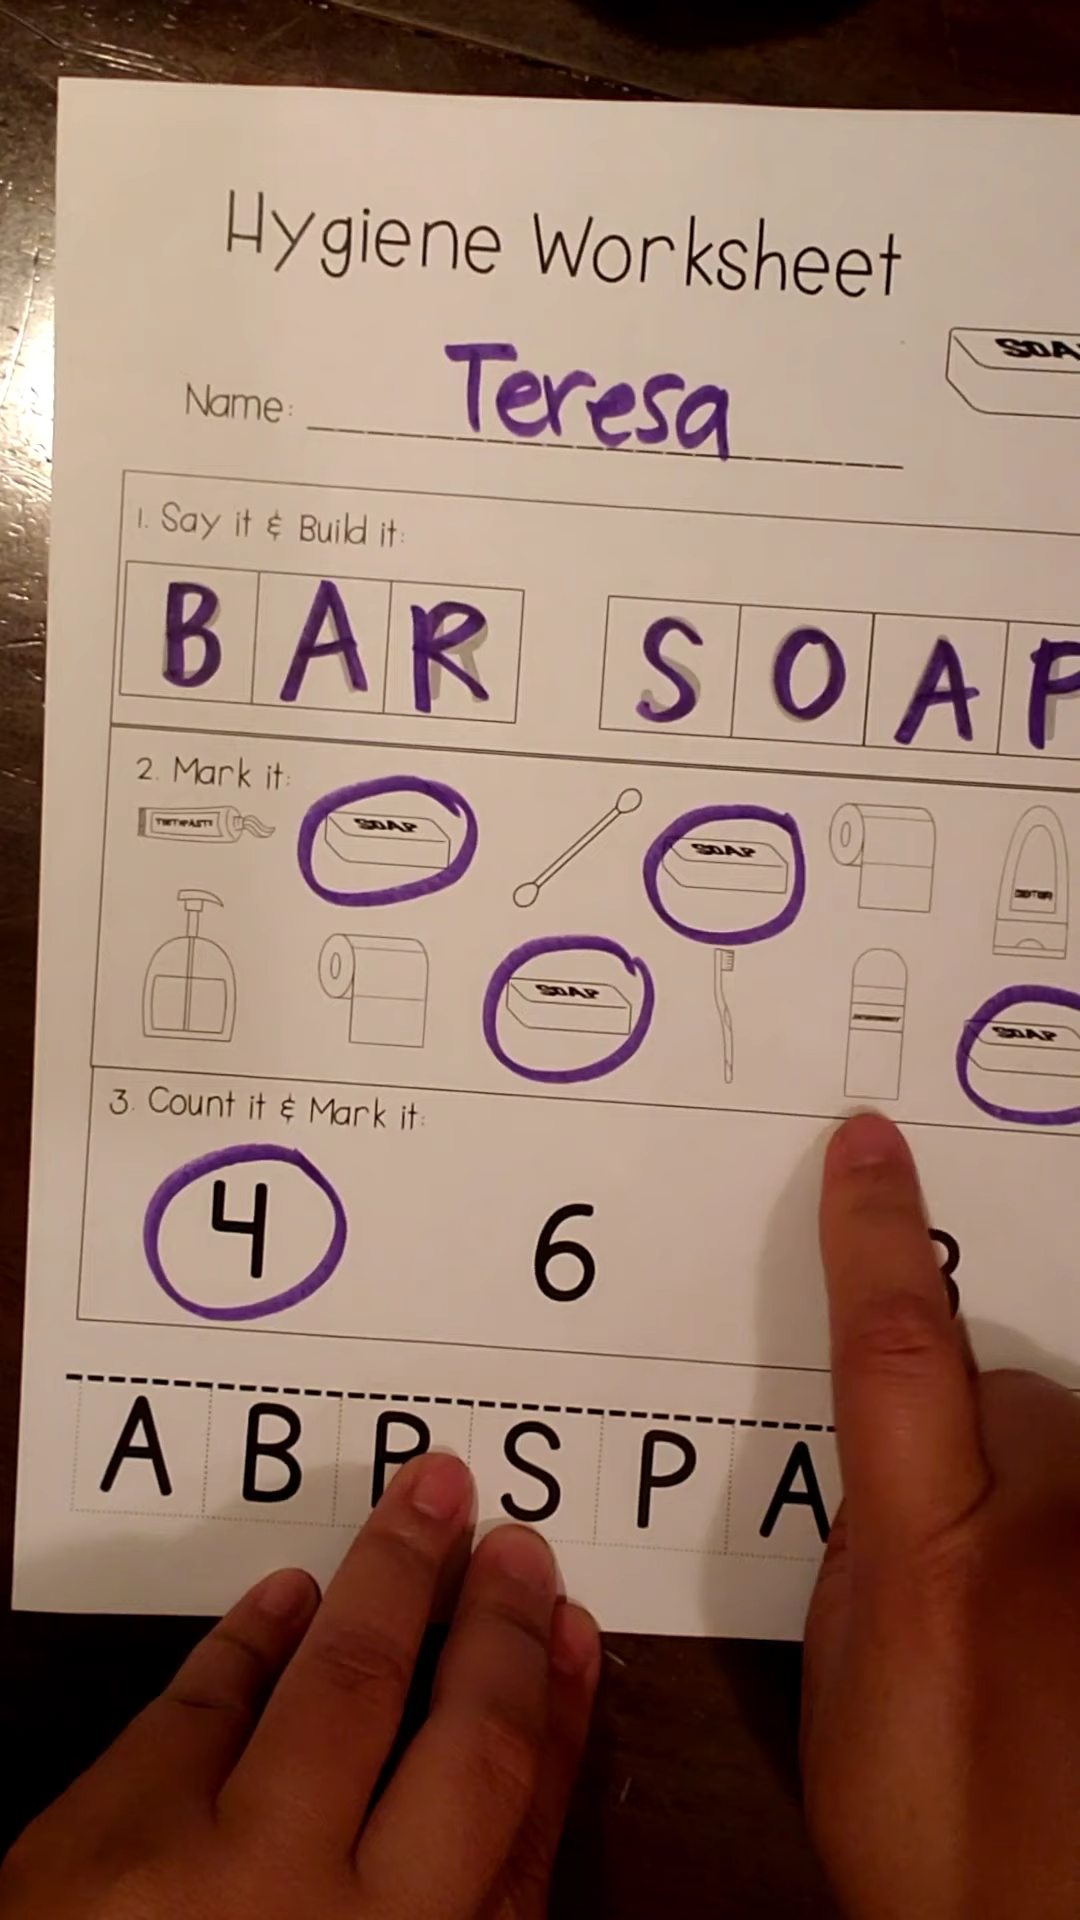 Hygiene Worksheet
SOA
Name: Teresa
1. Say it & Build it:
B A R S O A P
2. Mark it:
SOAP
SOAP
SOAP
SOAP
3. Count it & Mark it:
4 6
A B S P A